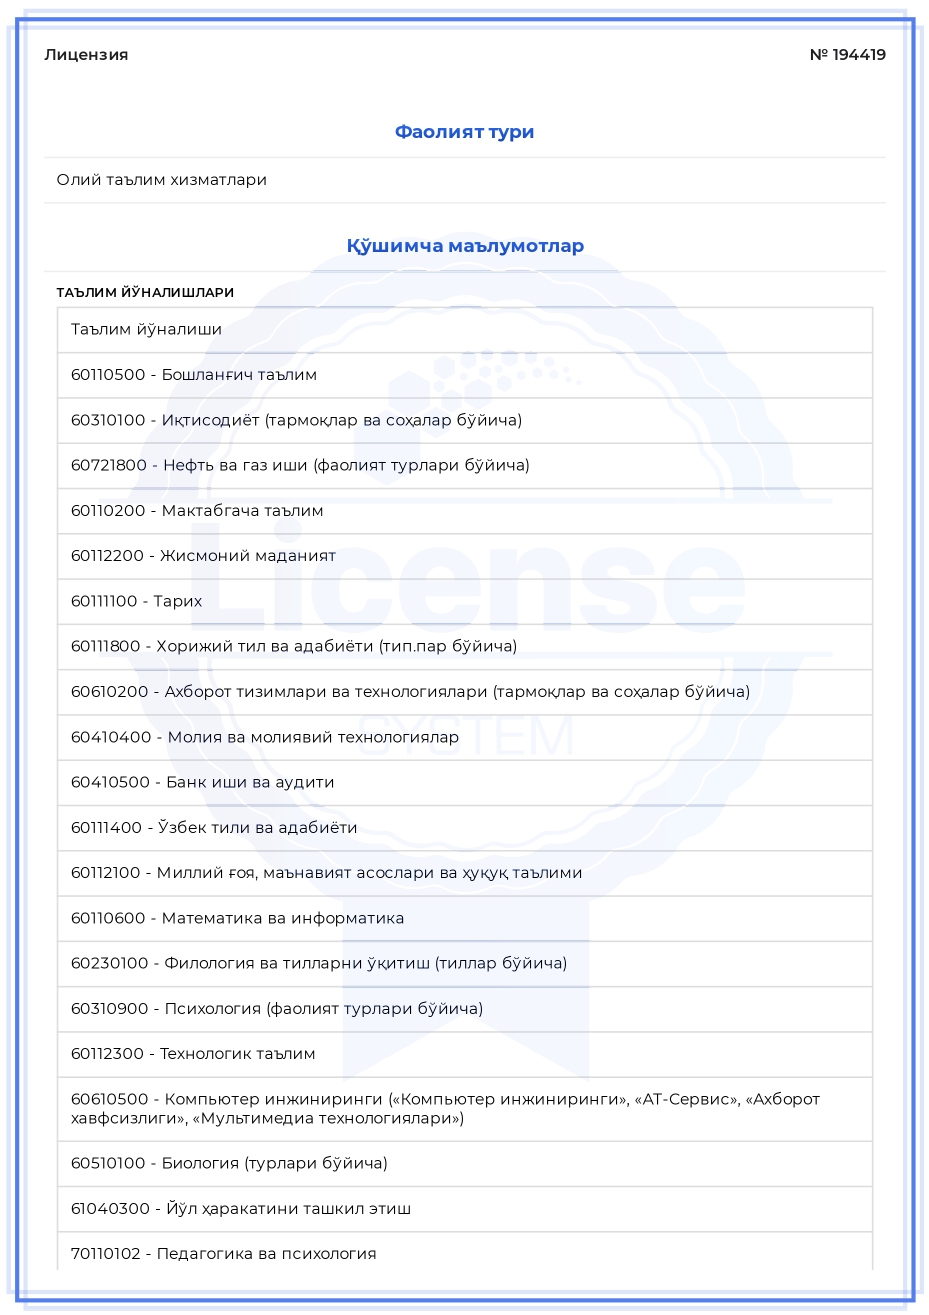 Лицензия
№ 194419
Фаолият тури
Олий таълим хизматлари
Қўшимча маълумотлар
ТАЪЛИМ ЙЎНАЛИШЛАРИ
Таълим йўналиши
60110500 - Бошланғич таълим
60310100 - Иқтисодиёт (тармоқлар ва соҳалар бўйича)
60721800 - Нефть ва газ иши (фаолият турлари бўйича)
60110200 - Мактабгача таълим
60112200 - Жисмоний маданият
License
60111100 - Тарих
60111800 - Хорижий тил ва адабиёти (тип.пар бўйича)
60610200 - Ахборот тизимлари ва технологиялари (тармоқлар ва соҳалар бўйича)
60410400 - Молия ва молиявий технологиялар
SYSTEM
60410500 - Банк иши ва аудити
60111400 - Ўзбек тили ва адабиёти
60112100 - Миллий ғоя, маънавият асослари ва ҳуқуқ таълими
60110600 - Математика ва информатика
60230100 - Филология ва тилларни ўқитиш (тиллар бўйича)
60310900 - Психология (фаолият турлари бўйича)
60112300 - Технологик таълим
60610500 - Компьютер инжиниринги («Компьютер инжиниринги», «АТ-Сервис», «Ахборот
хавфсизлиги», «Мультимедиа технологиялари»)
60510100 - Биология (турлари бўйича)
61040300 - Йўл ҳаракатини ташкил этиш
70110102 - Педагогика ва психология